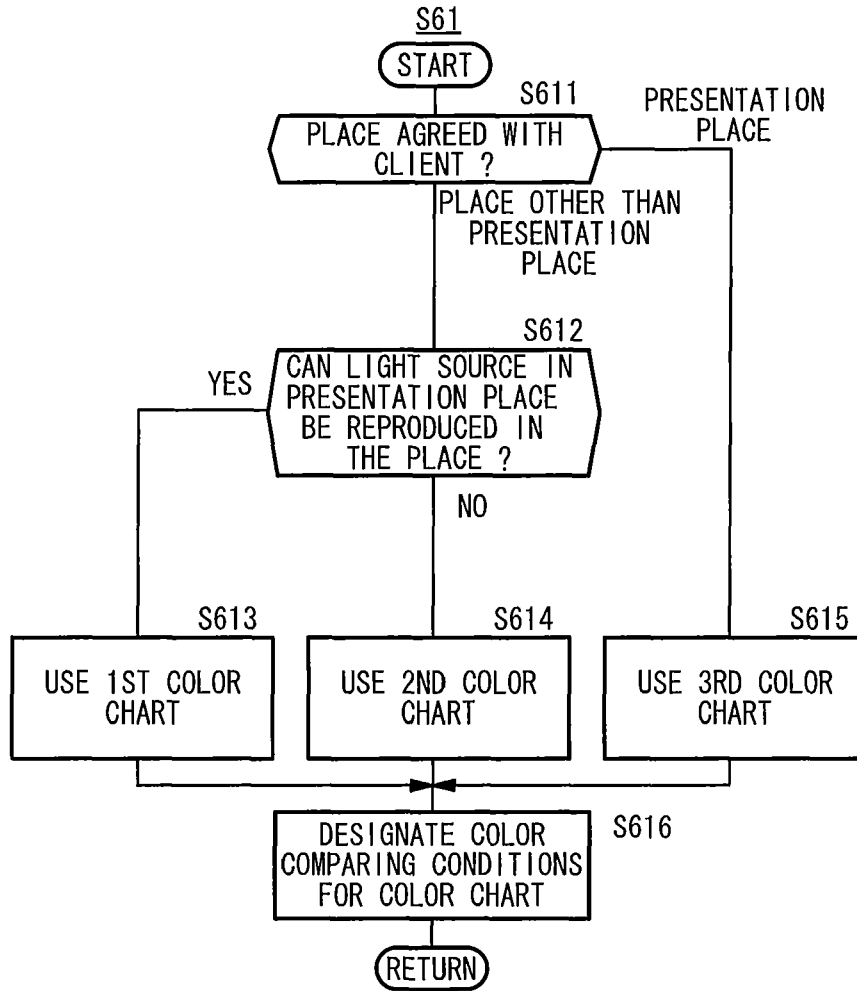 S61
START
S611
PLACE AGREED WITH
CLIENT ?
PRESENTATION
PLACE
PLACE OTHER THAN
PRESENTATION
PLACE
S612
CAN LIGHT SOURCE IN
PRESENTATION PLACE
BE REPRODUCED IN
THE PLACE ?
YES
NO
S613
USE 1ST COLOR
CHART
S614
USE 2ND COLOR
CHART
S615
USE 3RD COLOR
CHART
S616
DESIGNATE COLOR
COMPARING CONDITIONS
FOR COLOR CHART
RETURN